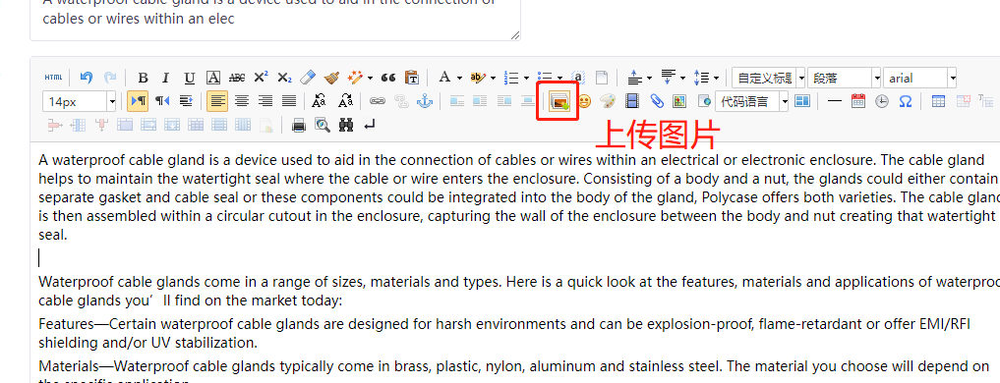 A waterproof cable gland is a device used to aid in the connection of
cables or wires within an elec
HTML B I U A ABC X² X₂ A ab a 自定义标题 段落 arial
14px 代码语言 Ω
上传图片
A waterproof cable gland is a device used to aid in the connection of cables or wires within an electrical or electronic enclosure. The cable gland
helps to maintain the watertight seal where the cable or wire enters the enclosure. Consisting of a body and a nut, the glands could either contain
separate gasket and cable seal or these components could be integrated into the body of the gland, Polycase offers both varieties. The cable gland
is then assembled within a circular cutout in the enclosure, capturing the wall of the enclosure between the body and nut creating that watertight
seal.
Waterproof cable glands come in a range of sizes, materials and types. Here is a quick look at the features, materials and applications of waterproo
cable glands you’ll find on the market today:
Features—Certain waterproof cable glands are designed for harsh environments and can be explosion-proof, flame-retardant or offer EMI/RFI
shielding and/or UV stabilization.
Materials—Waterproof cable glands typically come in brass, plastic, nylon, aluminum and stainless steel. The material you choose will depend on
the specific application